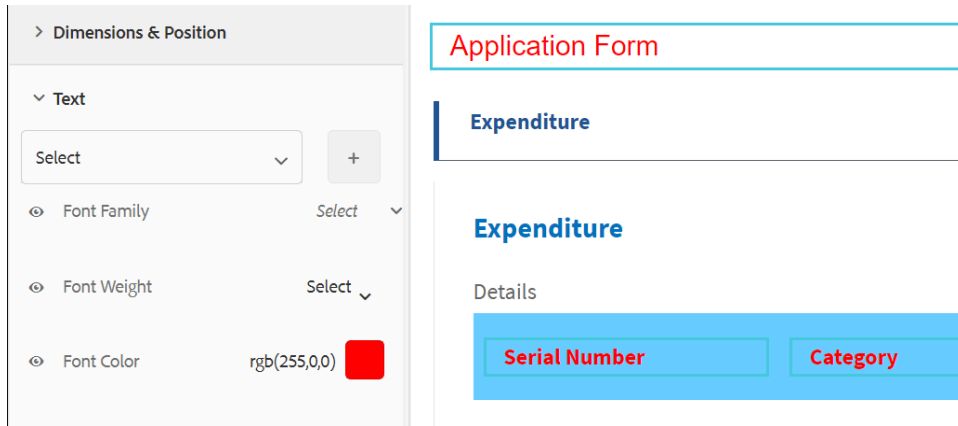 Dimensions & Position
Text
Select
+
Font Family Select
Font Weight Select
Font Color rgb(255,0,0)
Application Form
Expenditure
Expenditure
Details
Serial Number Category